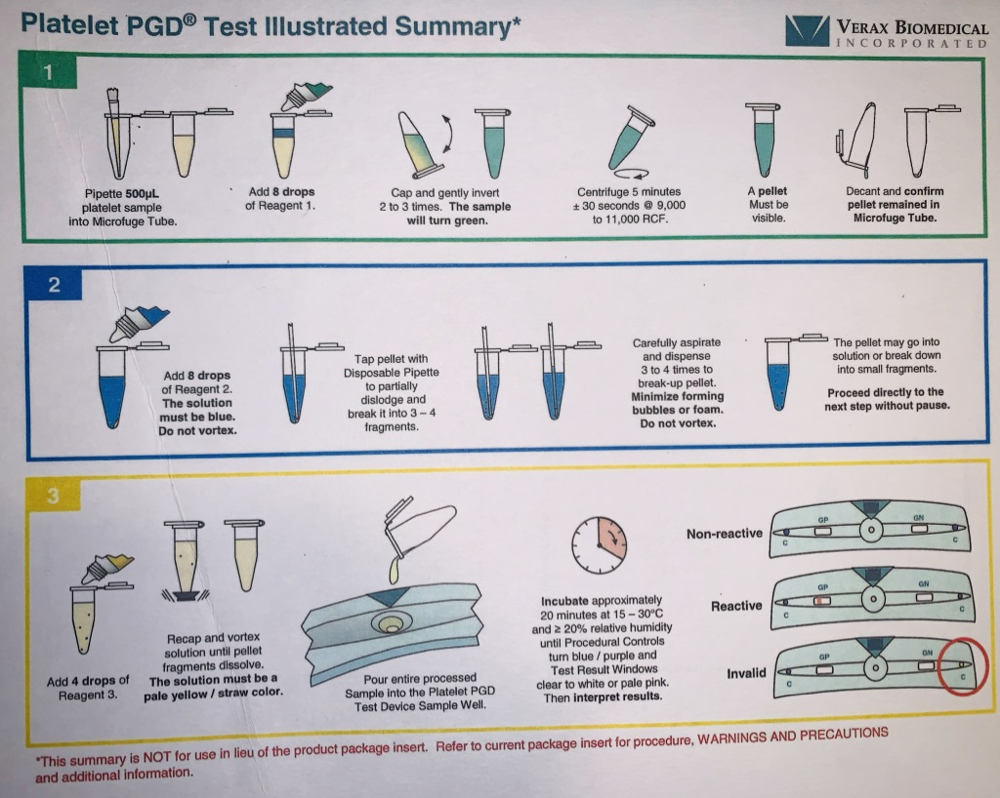 Platelet PGD® Test Illustrated Summary*
VERAX BIOMEDICAL
INCORPORATED
1
Pipette 500µL
platelet sample
into Microfuge Tube.
Add 8 drops
of Reagent 1.
Cap and gently invert
2 to 3 times. The sample
will turn green.
Centrifuge 5 minutes
± 30 seconds @ 9,000
to 11,000 RCF.
A pellet
Must be
visible.
Decant and confirm
pellet remained in
Microfuge Tube.
2
Add 8 drops
of Reagent 2.
The solution
must be blue.
Do not vortex.
Tap pellet with
Disposable Pipette
to partially
dislodge and
break it into 3 – 4
fragments.
Carefully aspirate
and dispense
3 to 4 times to
break-up pellet.
Minimize forming
bubbles or foam.
Do not vortex.
The pellet may go into
solution or break down
into small fragments.
Proceed directly to the
next step without pause.
3
Add 4 drops of
Reagent 3.
Recap and vortex
solution until pellet
fragments dissolve.
The solution must be a
pale yellow / straw color.
Pour entire processed
Sample into the Platelet PGD
Test Device Sample Well.
Incubate approximately
20 minutes at 15 – 30°C
and ≥ 20% relative humidity
until Procedural Controls
turn blue / purple and
Test Result Windows
clear to white or pale pink.
Then interpret results.
Non-reactive
GP GN
C C
Reactive
GP GN
C C
Invalid
GP GN
C C
*This summary is NOT for use in lieu of the product package insert. Refer to current package insert for procedure, WARNINGS AND PRECAUTIONS
and additional information.